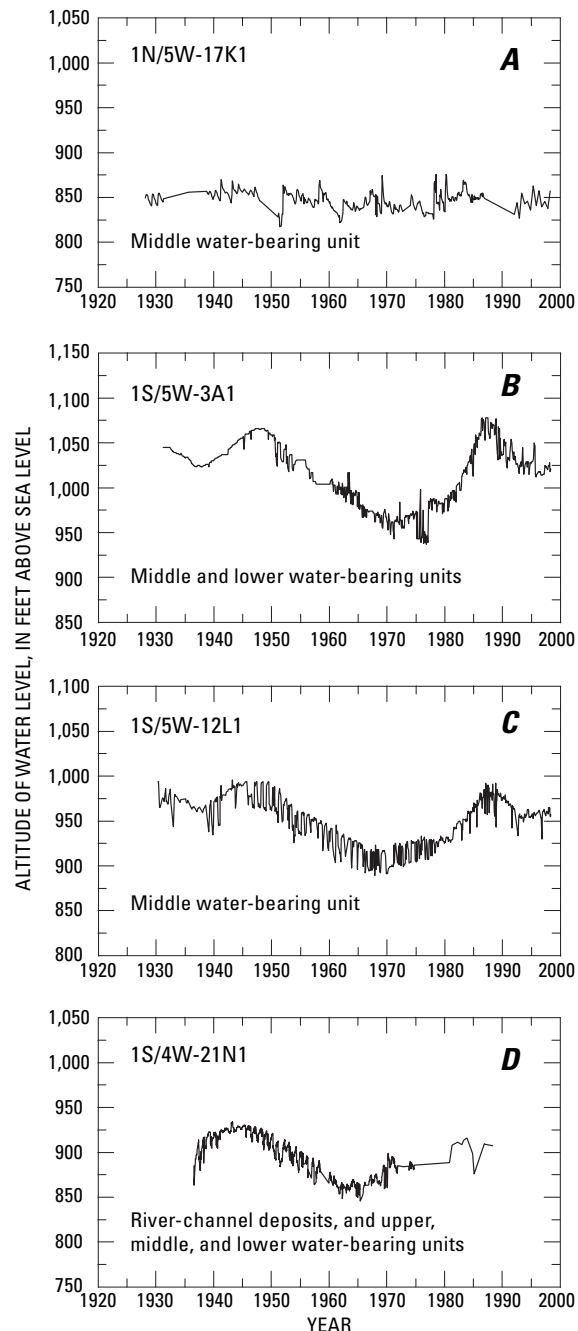 ALTITUDE OF WATER LEVEL, IN FEET ABOVE SEA LEVEL
1,050
1,000
950
900
850
800
750
1N/5W-17K1
A
Middle water-bearing unit
1920 1930 1940 1950 1960 1970 1980 1990 2000
1,150
1,100
1,050
1,000
950
900
850
1S/5W-3A1
B
Middle and lower water-bearing units
1920 1930 1940 1950 1960 1970 1980 1990 2000
1,100
1,050
1,000
950
900
850
800
1S/5W-12L1
C
Middle water-bearing unit
1920 1930 1940 1950 1960 1970 1980 1990 2000
1,050
1,000
950
900
850
800
750
1S/4W-21N1
D
River-channel deposits, and upper,
middle, and lower water-bearing units
1920 1930 1940 1950 1960 1970 1980 1990 2000
YEAR